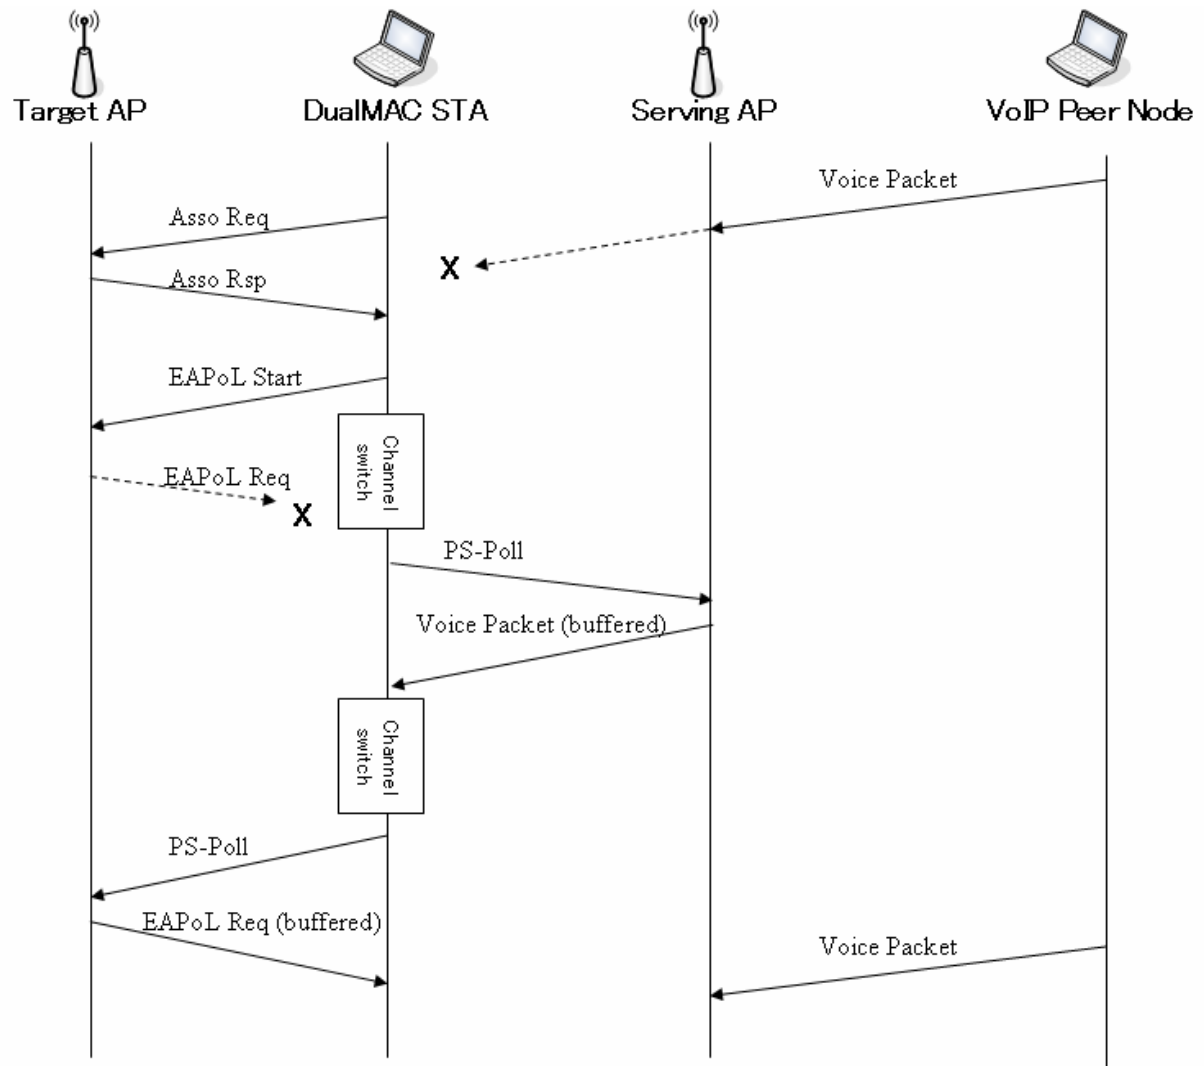 Target AP
DualMAC STA
Serving AP
VoIP Peer Node
Voice Packet
Asso Req
X
Asso Rsp
EAPoL Start
Channel
switch
EAPoL Req
X
PS-Poll
Voice Packet (buffered)
Channel
switch
PS-Poll
EAPoL Req (buffered)
Voice Packet